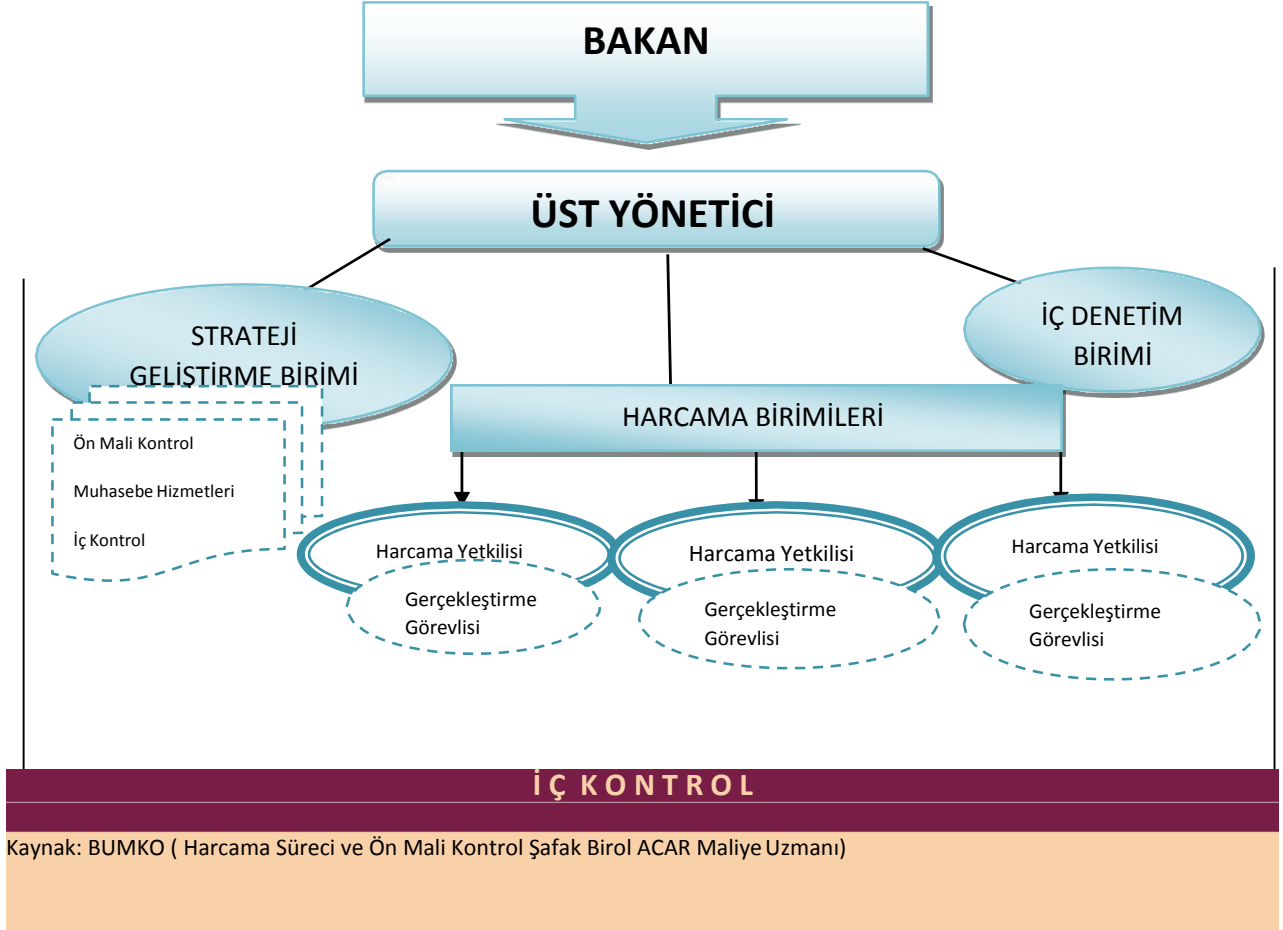 BAKAN
ÜST YÖNETİCİ
STRATEJİ
GELİŞTİRME BİRİMİ
İÇ DENETİM
BİRİMİ
Ön Mali Kontrol
Muhasebe Hizmetleri
İç Kontrol
HARCAMA BİRİMİLERİ
Harcama Yetkilisi
Gerçekleştirme
Görevlisi
Harcama Yetkilisi
Gerçekleştirme
Görevlisi
Harcama Yetkilisi
Gerçekleştirme
Görevlisi
İ Ç K O N T R O L
Kaynak: BUMKO ( Harcama Süreci ve Ön Mali Kontrol Şafak Birol ACAR Maliye Uzmanı)